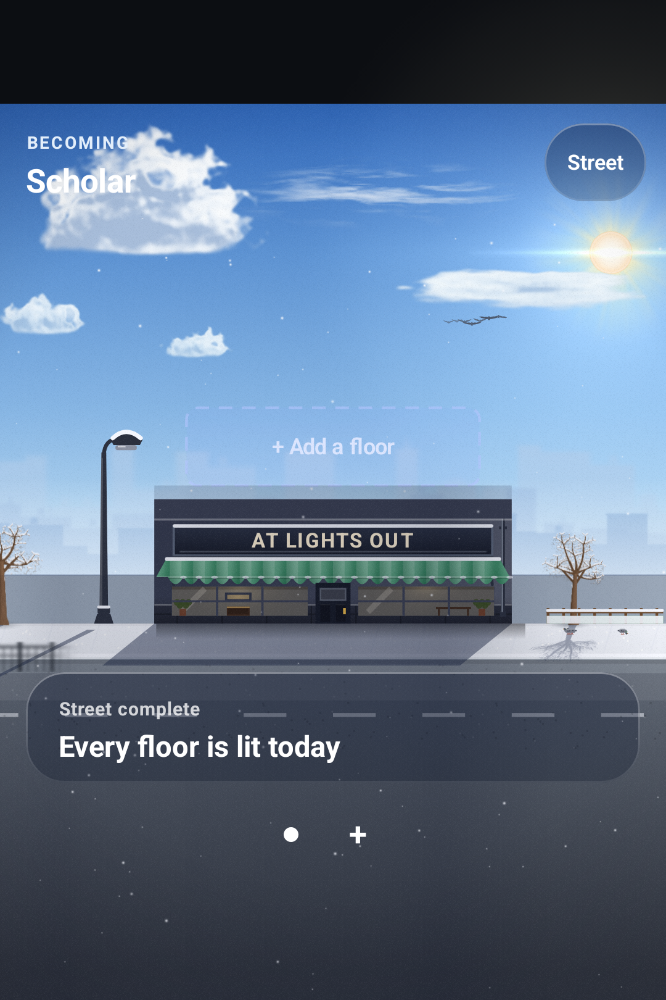 BECOMING
Scholar
Street
+ Add a floor
AT LIGHTS OUT
Street complete
Every floor is lit today
+